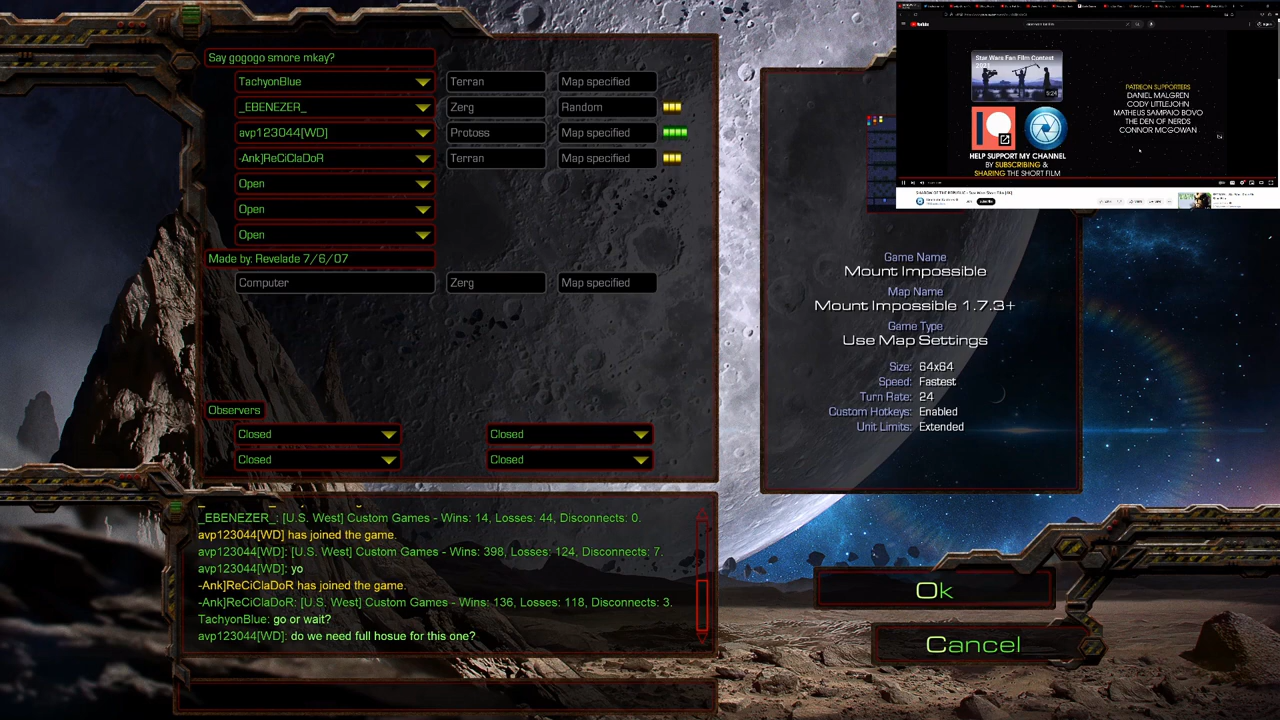 Say gogogo smore mkay?
TachyonBlue Terran Map specified
_EBENEZER_ Zerg Random
avp123044[WD] Protoss Map specified
-Ank]ReCiClaDoR Terran Map specified
Open
Open
Open
Made by: Revelade 7/6/07
Computer Zerg Map specified
Observers
Closed Closed
Closed Closed
_EBENEZER_: [U.S. West] Custom Games - Wins: 14, Losses: 44, Disconnects: 0.
avp123044[WD] has joined the game.
avp123044[WD]: [U.S. West] Custom Games - Wins: 398, Losses: 124, Disconnects: 7.
avp123044[WD]: yo
-Ank]ReCiClaDoR has joined the game.
-Ank]ReCiClaDoR: [U.S. West] Custom Games - Wins: 136, Losses: 118, Disconnects: 3.
TachyonBlue: go or wait?
avp123044[WD]: do we need full hosue for this one?
YouTube
Star Wars Fan Film Contest
9:24
HELP SUPPORT MY CHANNEL
BY SUBSCRIBING &
SHARING THE SHORT FILM
PATREON SUPPORTERS
DANIEL MALGREN
CODY LITTLEJOHN
MATHEUS SAMPAIO BOVO
THE DEN OF NERDS
CONNOR MCGOWAN
Game Name
Mount Impossible
Map Name
Mount Impossible 1.7.3+
Game Type
Use Map Settings
Size: 64x64
Speed: Fastest
Turn Rate: 24
Custom Hotkeys: Enabled
Unit Limits: Extended
Ok
Cancel